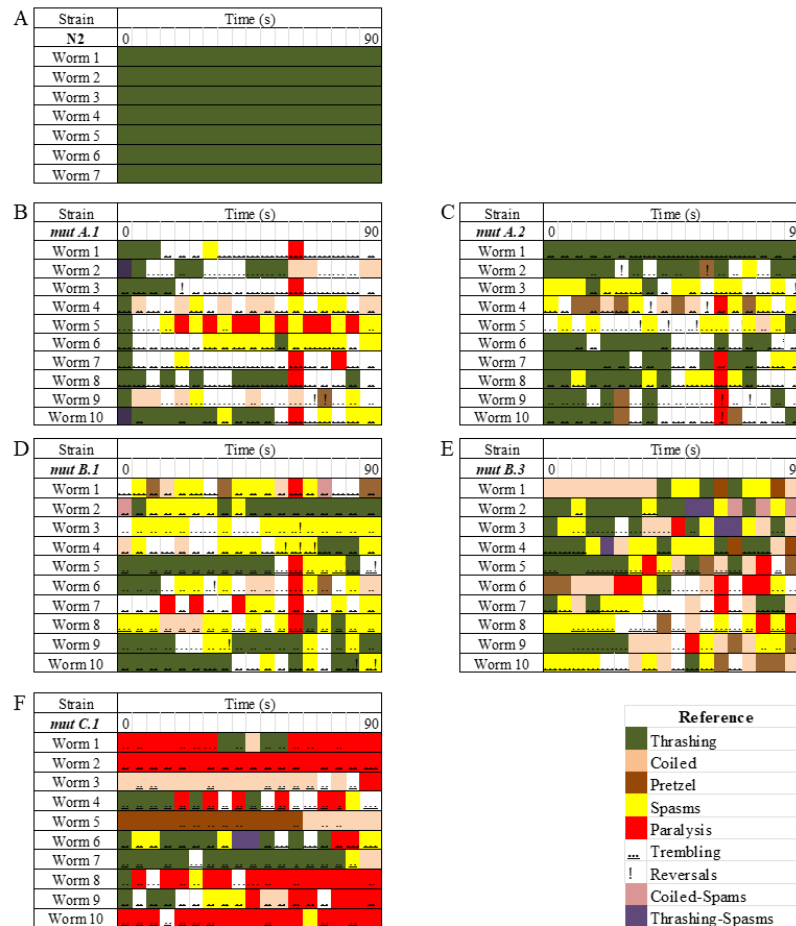 A
Strain Time (s)
N2 0 90
Worm 1
Worm 2
Worm 3
Worm 4
Worm 5
Worm 6
Worm 7
B
Strain Time (s)
mut A.1 0 90
Worm 1
Worm 2
Worm 3
Worm 4
Worm 5
Worm 6
Worm 7
Worm 8
Worm 9
Worm 10
C
Strain Time (s)
mut A.2 0 9
Worm 1
Worm 2
Worm 3
Worm 4
Worm 5
Worm 6
Worm 7
Worm 8
Worm 9
Worm 10
D
Strain Time (s)
mut B.1 0 90
Worm 1
Worm 2
Worm 3
Worm 4
Worm 5
Worm 6
Worm 7
Worm 8
Worm 9
Worm 10
E
Strain Time (s)
mut B.3 0 9
Worm 1
Worm 2
Worm 3
Worm 4
Worm 5
Worm 6
Worm 7
Worm 8
Worm 9
Worm 10
F
Strain Time (s)
mut C.1 0 90
Worm 1
Worm 2
Worm 3
Worm 4
Worm 5
Worm 6
Worm 7
Worm 8
Worm 9
Worm 10
Reference
Thrashing
Coiled
Pretzel
Spasms
Paralysis
... Trembling
! Reversals
Coiled-Spams
Thrashing-Spasms